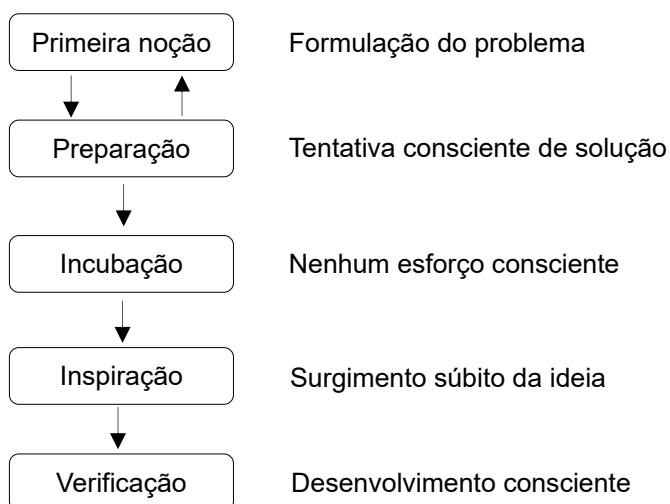 Primeira noção Formulação do problema
Preparação Tentativa consciente de solução
Incubação Nenhum esforço consciente
Inspiração Surgimento súbito da ideia
Verificação Desenvolvimento consciente